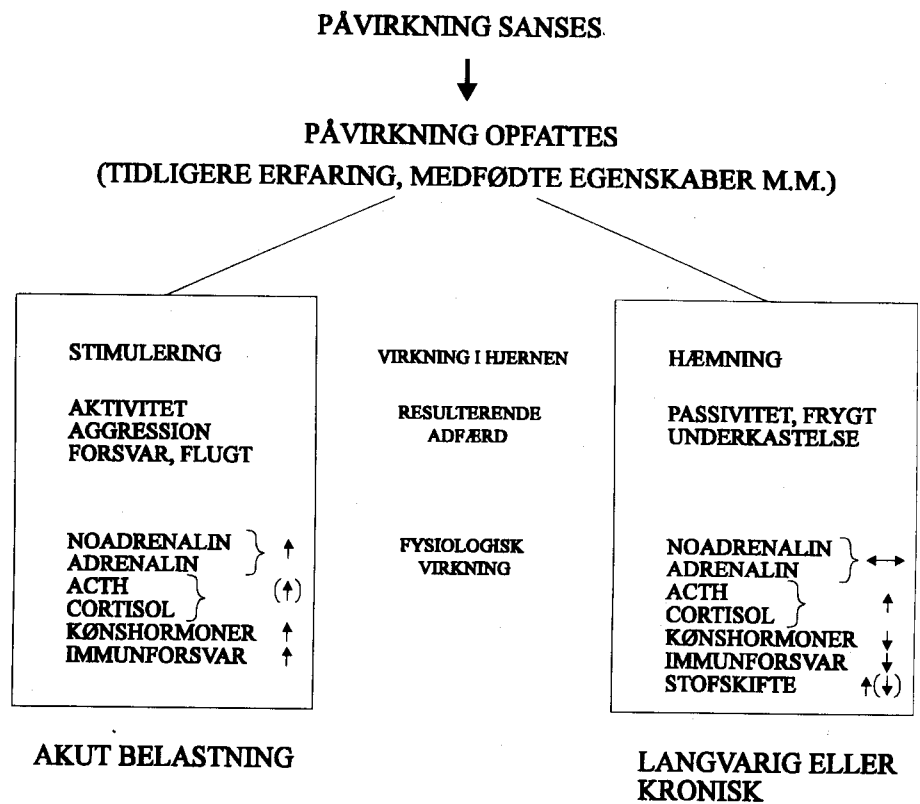 PÅVIRKNING SANSES
PÅVIRKNING OPFATTES
(TIDLIGERE ERFARING, MEDFØDTE EGENSKABER M.M.)
STIMULERING
AKTIVITET
AGGRESSION
FORSVAR, FLUGT
NOADRENALIN
ADRENALIN
↑
ACTH
CORTISOL
(↑)
KØNSHORMONER ↑
IMMUNFORSVAR ↑
AKUT BELASTNING
VIRKNING I HJERNEN
RESULTERENDE
ADFÆRD
FYSIOLOGISK
VIRKNING
HÆMNING
PASSIVITET, FRYGT
UNDERKASTELSE
NOADRENALIN
ADRENALIN
↔
ACTH
CORTISOL
↑
KØNSHORMONER ↓
IMMUNFORSVAR ↓
STOFSKIFTE ↑(↓)
LANGVARIG ELLER
KRONISK